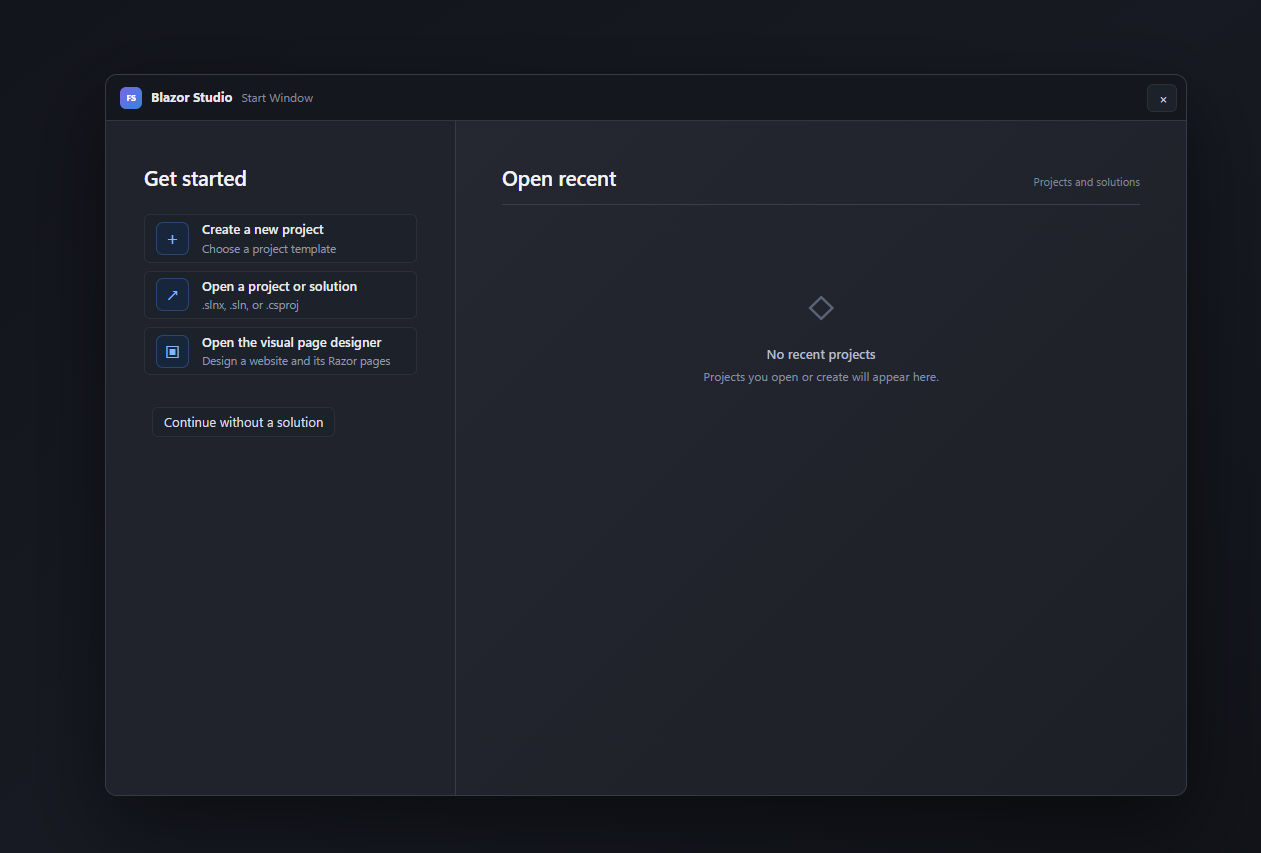 FS Blazor Studio Start Window
×
Get started
+ Create a new project
Choose a project template
↗ Open a project or solution
.slnx, .sln, or .csproj
▣ Open the visual page designer
Design a website and its Razor pages
Continue without a solution
Open recent
Projects and solutions
◇
No recent projects
Projects you open or create will appear here.